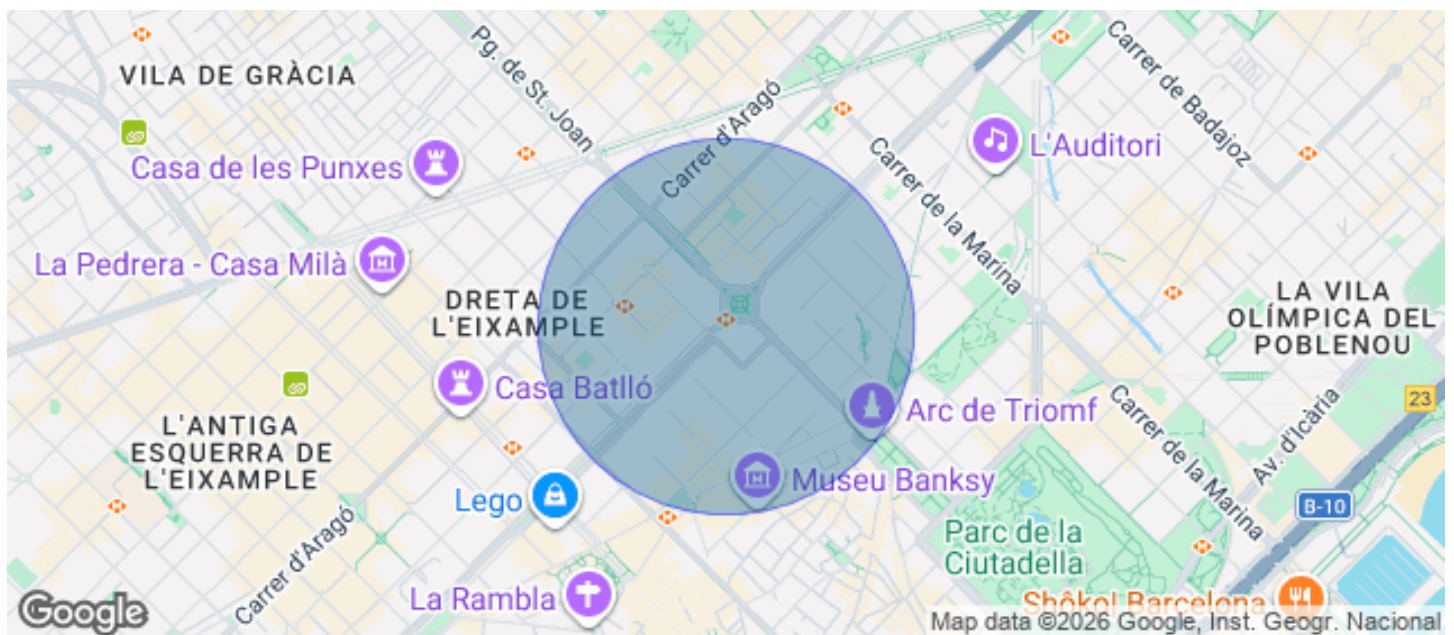 Pg. de St. Joan
Carrer d'Aragó
Carrer de Badajoz
VILA DE GRÀCIA
Casa de les Punxes
L'Auditori
Carrer de la Marina
La Pedrera - Casa Milà
DRETA DE
L'EIXAMPLE
LA VILA
OLÍMPICA DEL
POBLENOU
Casa Batlló
Arc de Triomf
23
Carrer de la Marina
Av. d'Icària
L'ANTIGA
ESQUERRA DE
L'EIXAMPLE
Lego
Museu Banksy
B-10
Carrer d'Aragó
Parc de la
Ciutadella
La Rambla
Shôkol Barcelona
Google
Map data ©2026 Google, Inst. Geogr. Nacional